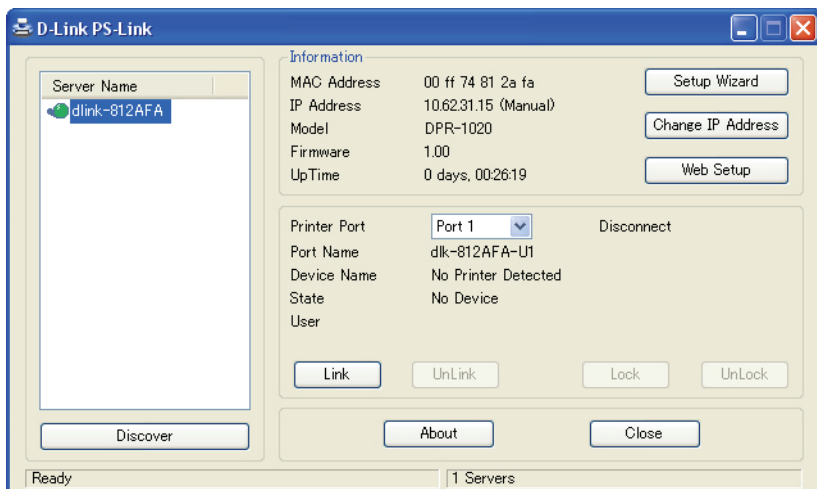 D-Link PS-Link
Server Name
dlink-812AFA
Discover
Information
MAC Address 00 ff 74 81 2a fa
IP Address 10.62.31.15 (Manual)
Model DPR-1020
Firmware 1.00
UpTime 0 days, 00:26:19
Setup Wizard
Change IP Address
Web Setup
Printer Port Port 1 Disconnect
Port Name dlk-812AFA-U1
Device Name No Printer Detected
State No Device
User
Link UnLink Lock UnLock
About Close
Ready 1 Servers